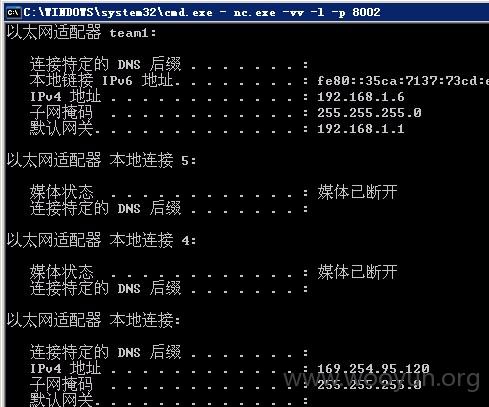 C:\WINDOWS\system32\cmd.exe - nc.exe -vv -l -p 8002
以太网适配器 team1:
连接特定的 DNS 后缀 . . . . . . . :
本地链接 IPv6 地址. . . . . . . . : fe80::35ca:7137:73cd:e
IPv4 地址 . . . . . . . . . . . . : 192.168.1.6
子网掩码 . . . . . . . . . . . . : 255.255.255.0
默认网关. . . . . . . . . . . . . : 192.168.1.1
以太网适配器 本地连接 5:
媒体状态 . . . . . . . . . . . . : 媒体已断开
连接特定的 DNS 后缀 . . . . . . . :
以太网适配器 本地连接 4:
媒体状态 . . . . . . . . . . . . : 媒体已断开
连接特定的 DNS 后缀 . . . . . . . :
以太网适配器 本地连接:
连接特定的 DNS 后缀 . . . . . . . :
IPv4 地址 . . . . . . . . . . . . : 169.254.95.120
子网掩码 . . . . . . . . . . . . : 255.255.255.0
默认网关. . . . . . . . . . . . . :
www.wooyun.org